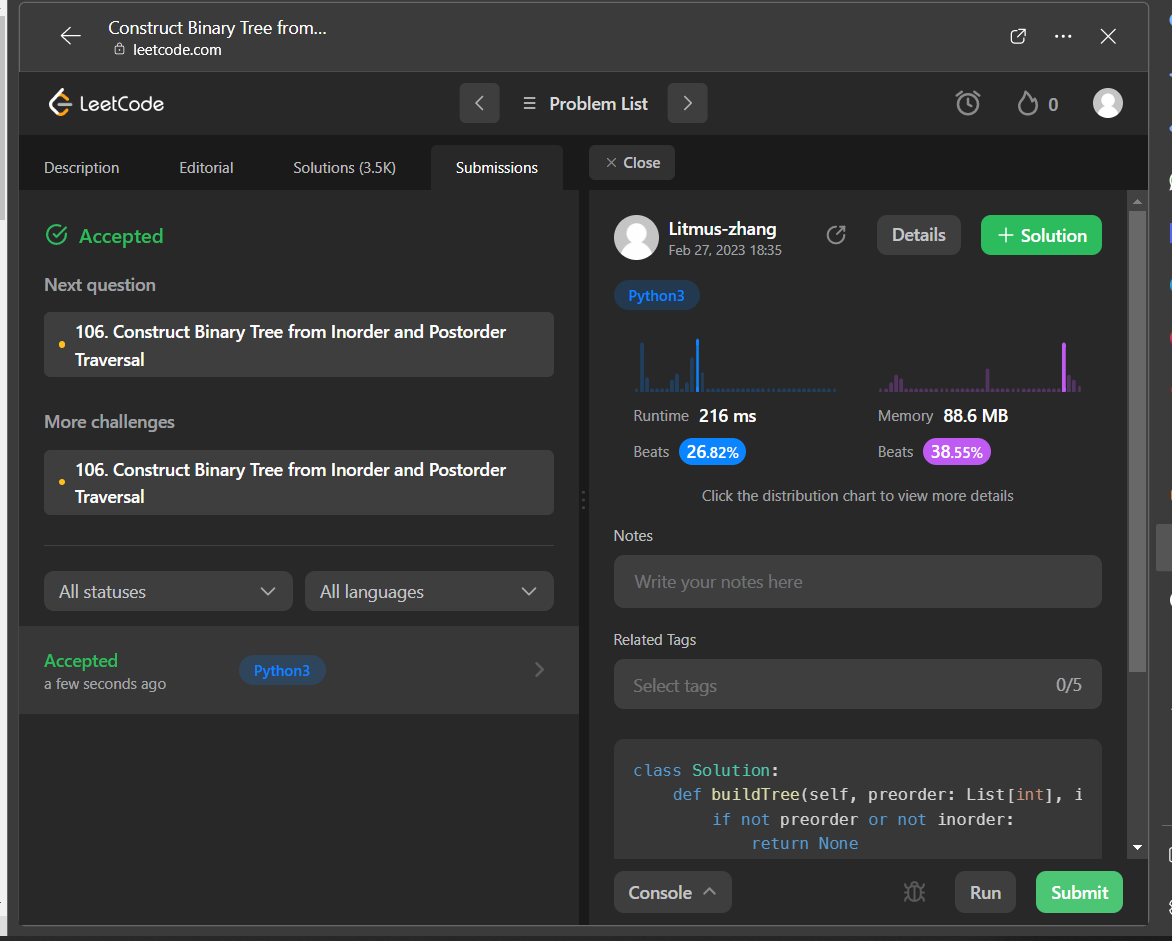 Construct Binary Tree from...
leetcode.com
LeetCode
Problem List
0
Description
Editorial
Solutions (3.5K)
Submissions
Close
Accepted
Next question
106. Construct Binary Tree from Inorder and Postorder
Traversal
More challenges
106. Construct Binary Tree from Inorder and Postorder
Traversal
All statuses
All languages
Accepted
a few seconds ago
Python3
Litmus-zhang
Feb 27, 2023 18:35
Details
+ Solution
Python3
Runtime 216 ms
Beats 26.82%
Memory 88.6 MB
Beats 38.55%
Click the distribution chart to view more details
Notes
Write your notes here
Related Tags
Select tags
0/5
class Solution:
    def buildTree(self, preorder: List[int], i
        if not preorder or not inorder:
            return None
Console
Run
Submit